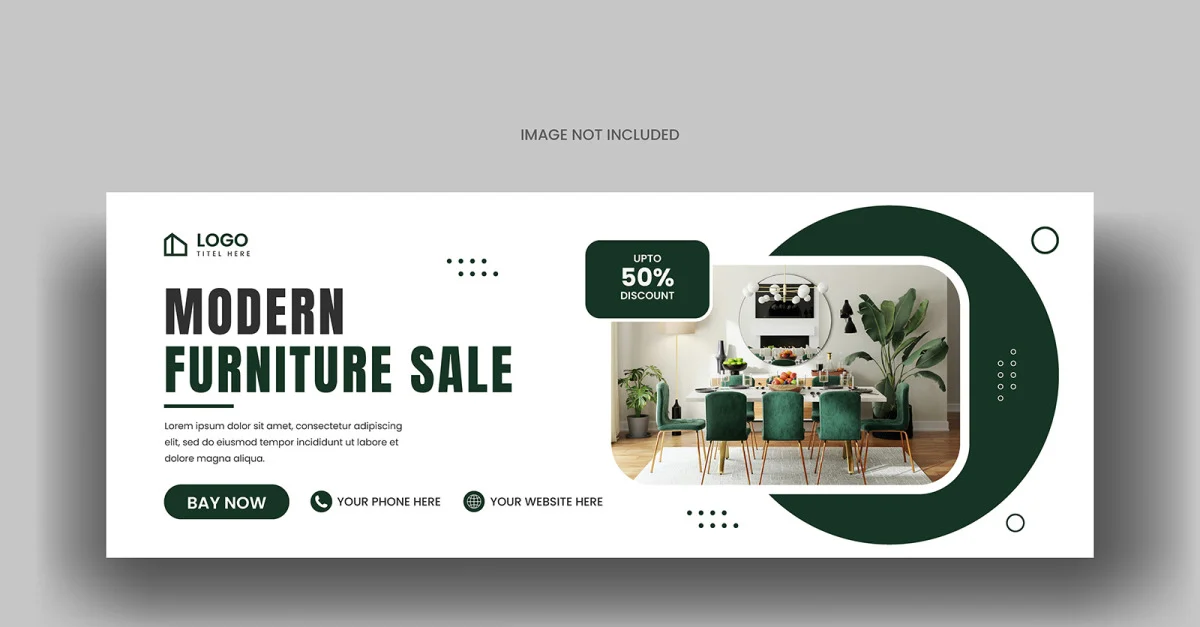 IMAGE NOT INCLUDED
LOGO
TITEL HERE
MODERN
FURNITURE SALE
Lorem ipsum dolor sit amet, consectetur adipiscing
elit, sed do eiusmod tempor incididunt ut labore et
dolore magna aliqua.
BAY NOW
YOUR PHONE HERE
YOUR WEBSITE HERE
UPTO
50%
DISCOUNT